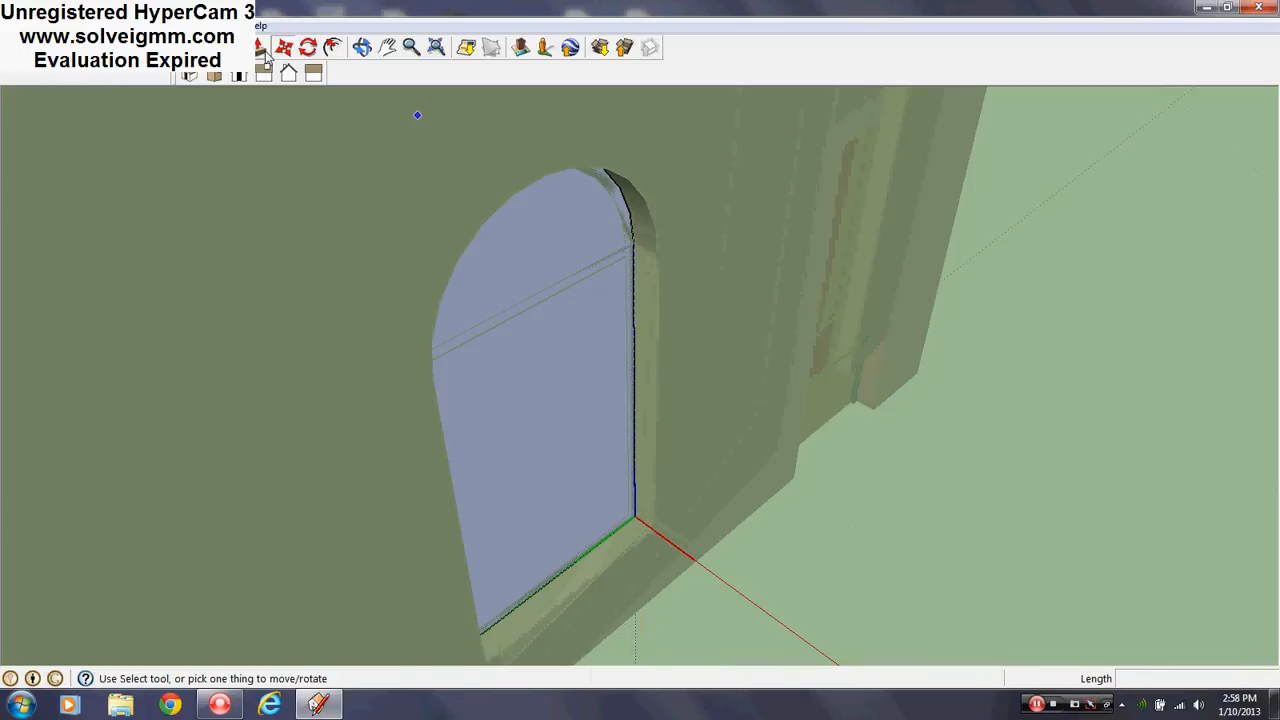 Unregistered HyperCam 3
www.solveigmm.com
Evaluation Expired
elp
Use Select tool, or pick one thing to move/rotate
Length
2:58 PM
1/10/2013